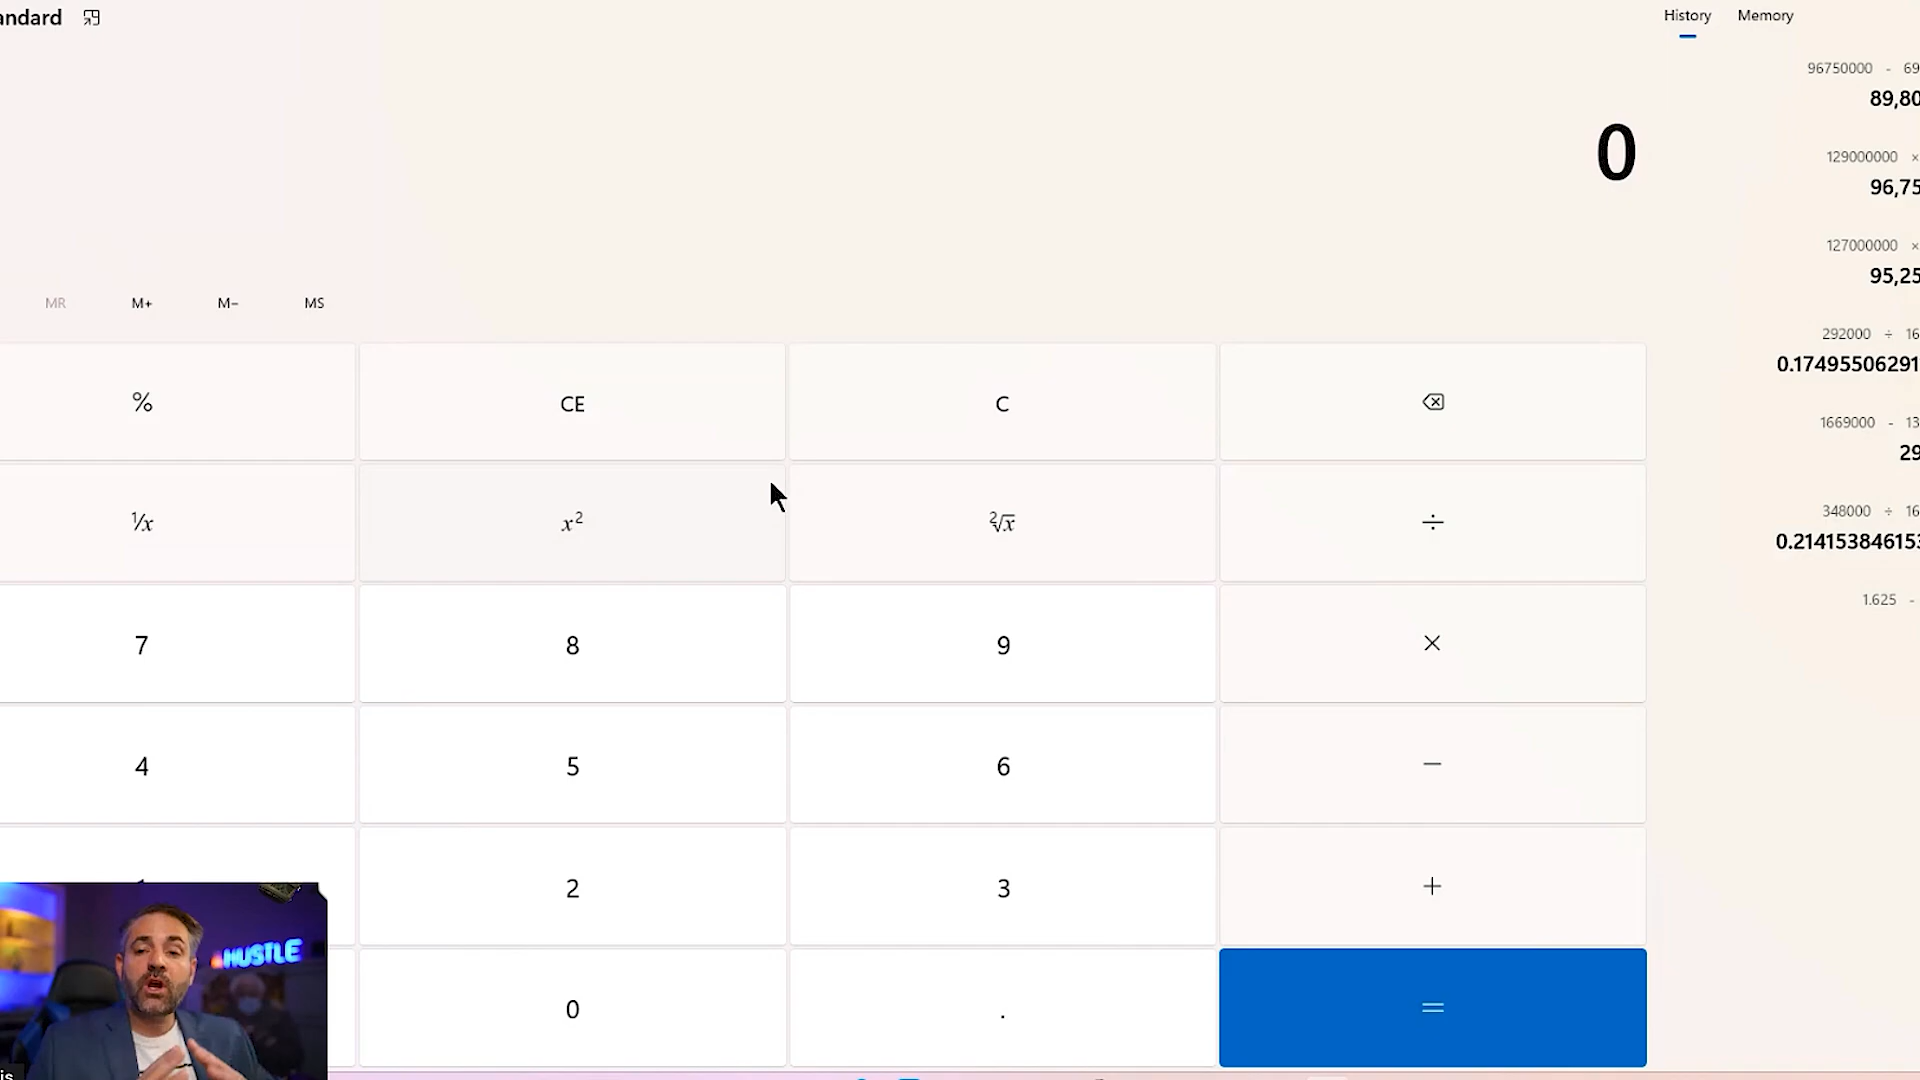 andard
History Memory
96750000 - 69
89,80
0
129000000 ×
96,75
127000000 ×
95,25
MR M+ M− MS
292000 ÷ 16
0.17495506291
% CE C
1669000 - 13
29
¹/x x² ²√x ÷
348000 ÷ 16
0.21415384615
1.625 -
7 8 9 ×
4 5 6 −
2 3 +
HUSTLE
0 . =
is